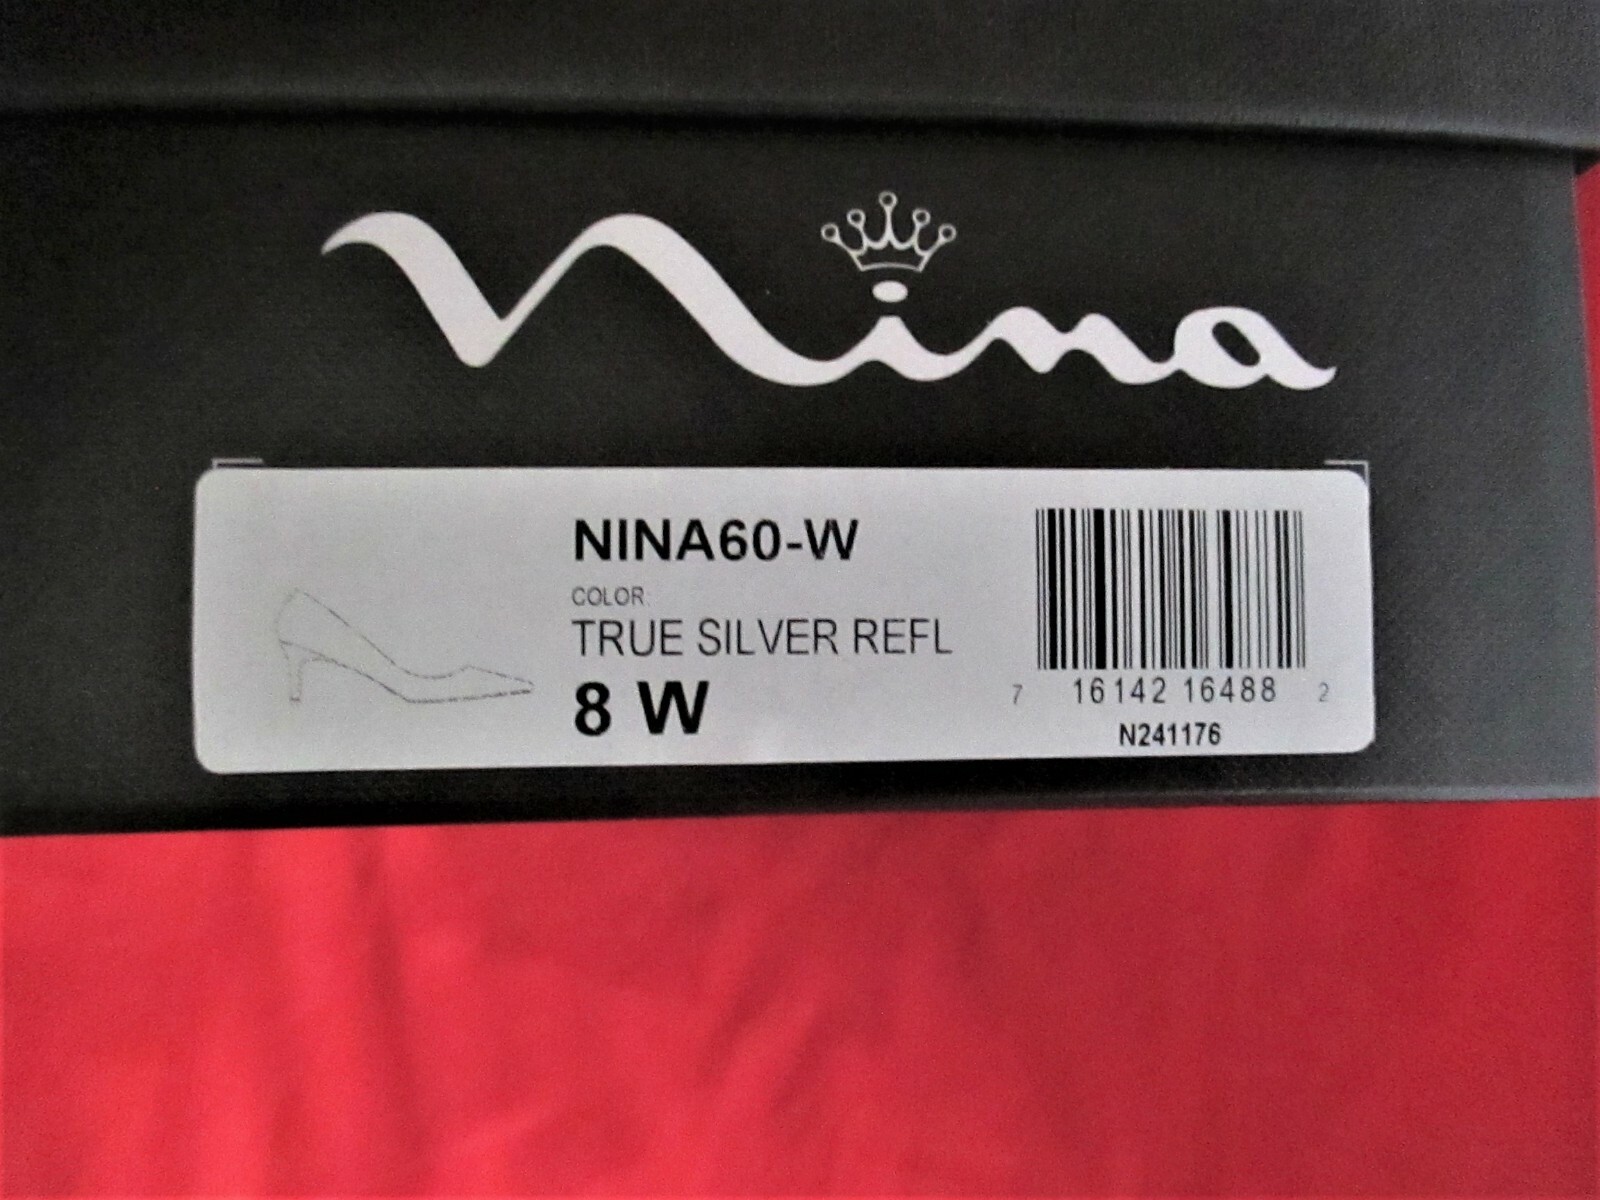 nina
NINA60-W
COLOR:
TRUE SILVER REFL
8 W
7 16142 16488 2
N241176